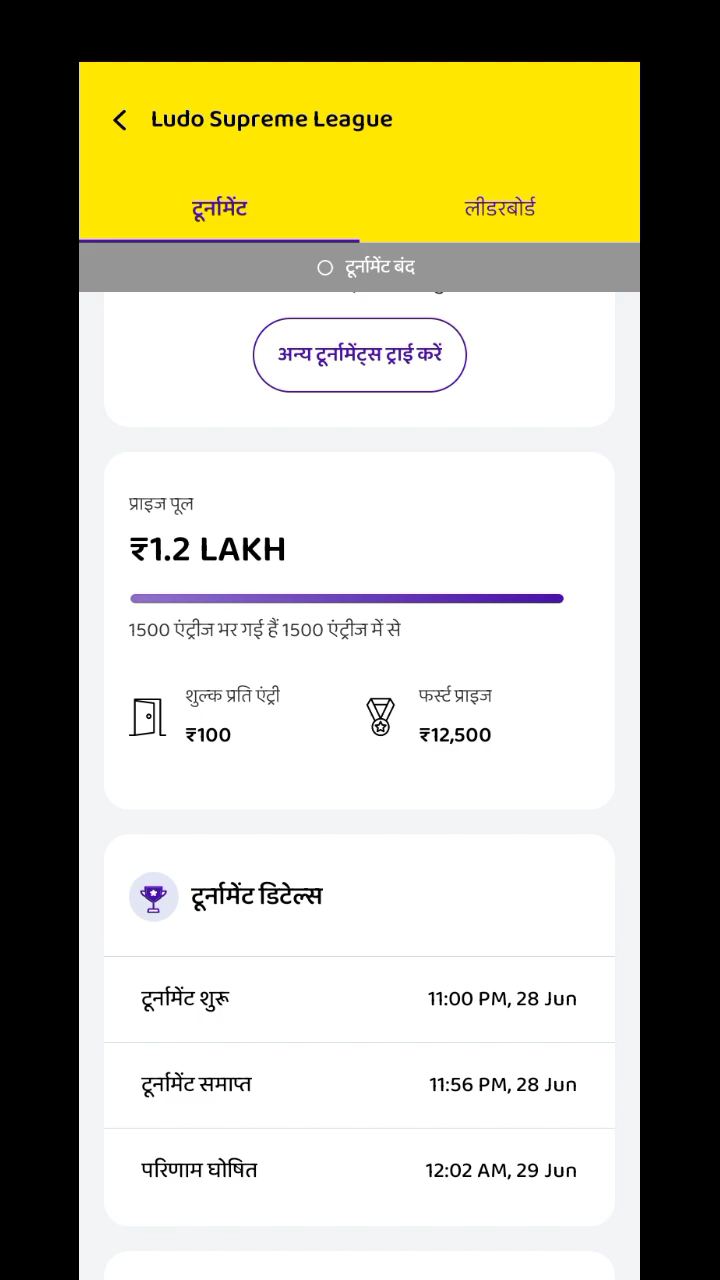 Ludo Supreme League
टूर्नामेंट
लीडरबोर्ड
टूर्नामेंट बंद
अन्य टूर्नामेंट्स ट्राई करें
प्राइज पूल
₹1.2 LAKH
1500 एंट्रीज भर गई हैं 1500 एंट्रीज में से
शुल्क प्रति एंट्री
₹100
फर्स्ट प्राइज
₹12,500
टूर्नामेंट डिटेल्स
टूर्नामेंट शुरू 11:00 PM, 28 Jun
टूर्नामेंट समाप्त 11:56 PM, 28 Jun
परिणाम घोषित 12:02 AM, 29 Jun